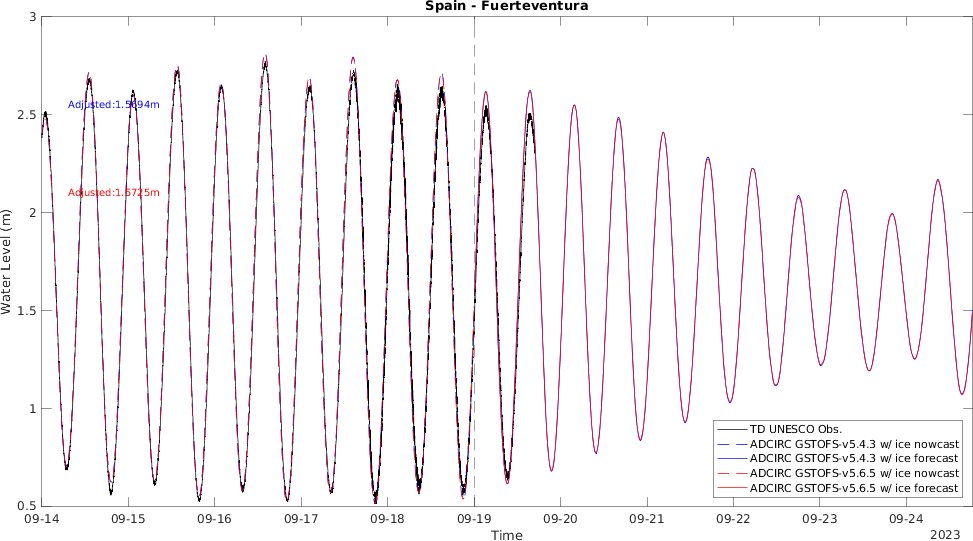 Spain - Fuerteventura
3
2.5
2
1.5
1
0.5
Water Level (m)
Adjusted:1.5694m
Adjusted:1.5725m
TD UNESCO Obs.
ADCIRC GSTOFS-v5.4.3 w/ ice nowcast
ADCIRC GSTOFS-v5.4.3 w/ ice forecast
ADCIRC GSTOFS-v5.6.5 w/ ice nowcast
ADCIRC GSTOFS-v5.6.5 w/ ice forecast
09-14 09-15 09-16 09-17 09-18 09-19 09-20 09-21 09-22 09-23 09-24
Time
2023